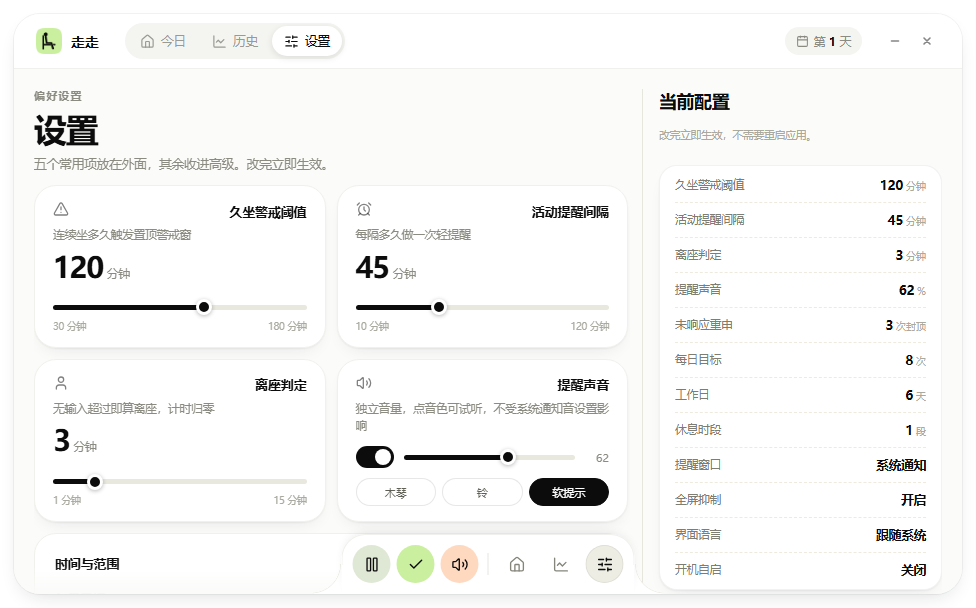 走走
今日
历史
设置
第 1 天
偏好设置
设置
五个常用项放在外面，其余收进高级。改完立即生效。
久坐警戒阈值
连续坐多久触发置顶警戒窗
120 分钟
30 分钟
180 分钟
活动提醒间隔
每隔多久做一次轻提醒
45 分钟
10 分钟
120 分钟
离座判定
无输入超过即算离座，计时归零
3 分钟
1 分钟
15 分钟
提醒声音
独立音量，点音色可试听，不受系统通知音设置影
响
62
木琴
铃
软提示
时间与范围
当前配置
改完立即生效，不需要重启应用。
久坐警戒阈值 120 分钟
活动提醒间隔 45 分钟
离座判定 3 分钟
提醒声音 62 %
未响应重申 3 次封顶
每日目标 8 次
工作日 6 天
休息时段 1 段
提醒窗口 系统通知
全屏抑制 开启
界面语言 跟随系统
开机自启 关闭